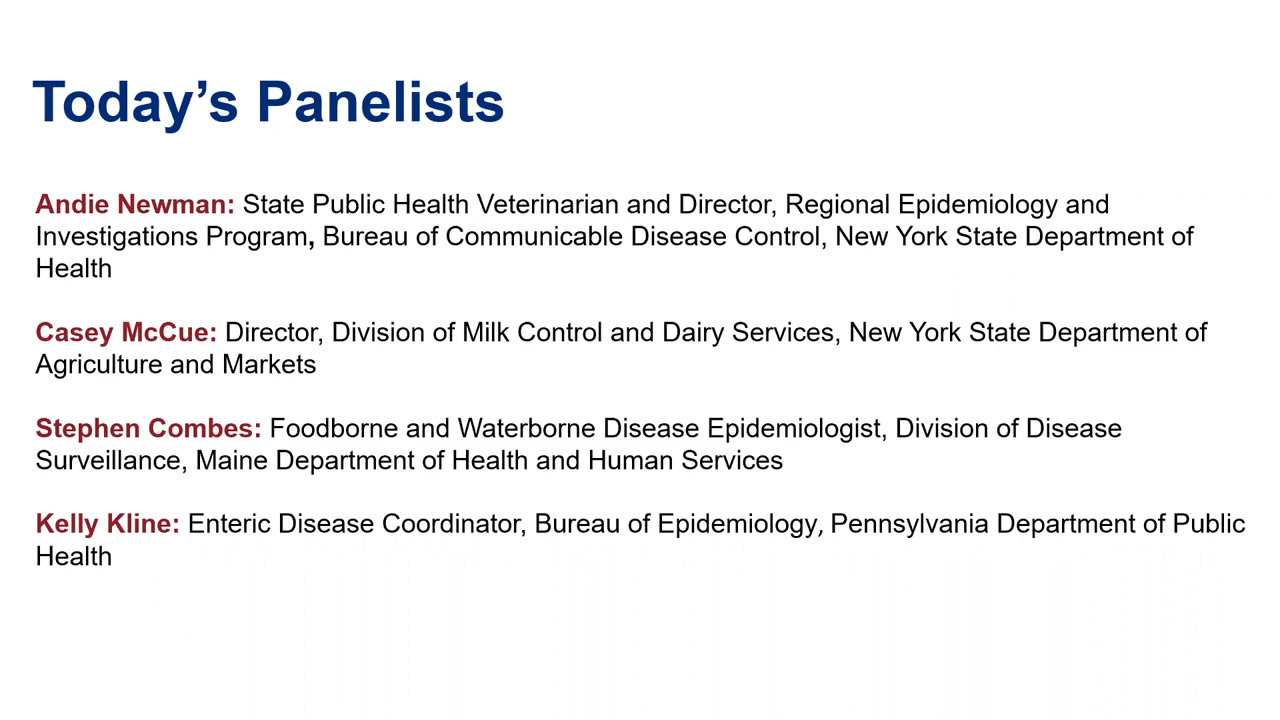 Today’s Panelists
Andie Newman: State Public Health Veterinarian and Director, Regional Epidemiology and
Investigations Program, Bureau of Communicable Disease Control, New York State Department of
Health
Casey McCue: Director, Division of Milk Control and Dairy Services, New York State Department of
Agriculture and Markets
Stephen Combes: Foodborne and Waterborne Disease Epidemiologist, Division of Disease
Surveillance, Maine Department of Health and Human Services
Kelly Kline: Enteric Disease Coordinator, Bureau of Epidemiology, Pennsylvania Department of Public
Health